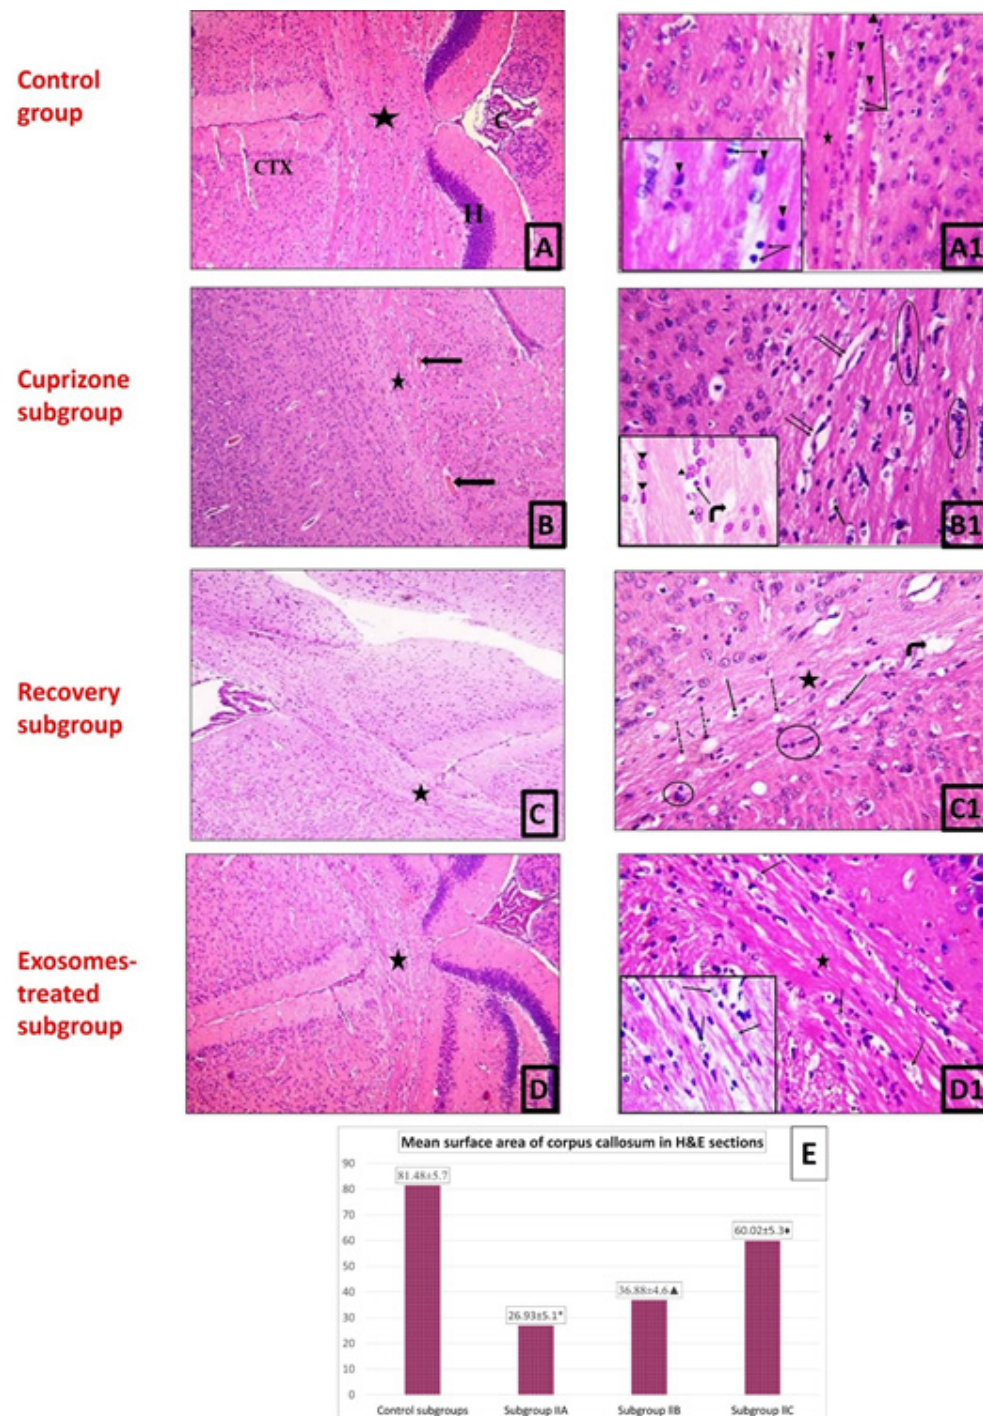 Control
group
CTX
H
C
A
A1
Cuprizone
subgroup
B
B1
Recovery
subgroup
C
C1
Exosomes-
treated
subgroup
D
D1
Mean surface area of corpus callosum in H&E sections
E
90
80
70
60
50
40
30
20
10
0
81.48±5.7
26.93±5.1*
36.88±4.6▲
60.02±5.3♦
Control subgroups
Subgroup IIA
Subgroup IIB
Subgroup IIC